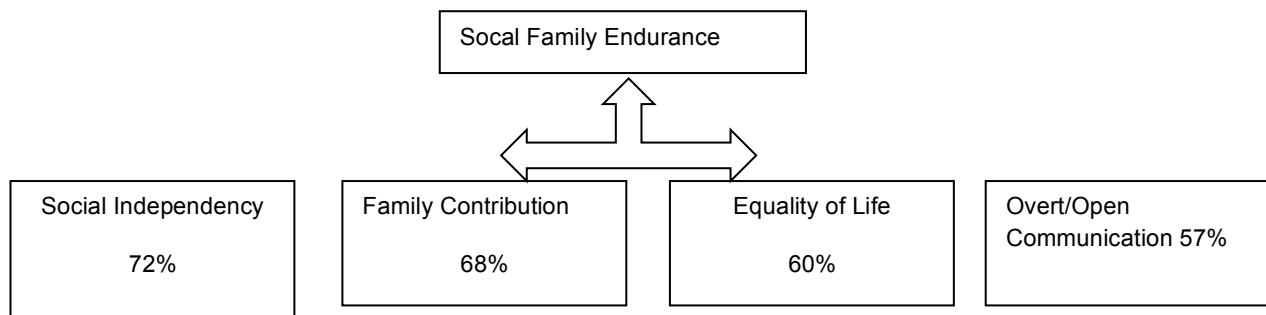 Socal Family Endurance
Social Independency
72%
Family Contribution
68%
Equality of Life
60%
Overt/Open
Communication 57%